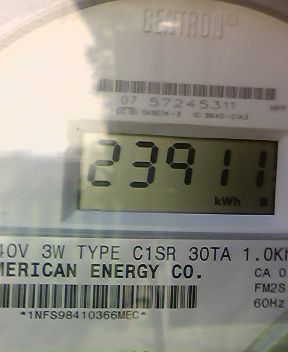 CENTRON®
07 57245311
23911
kWh
40V 3W TYPE C1SR 30TA 1.0Kh
MERICAN ENERGY CO.
CA 0
FM2S
60Hz
*1NFS98410366MEC*